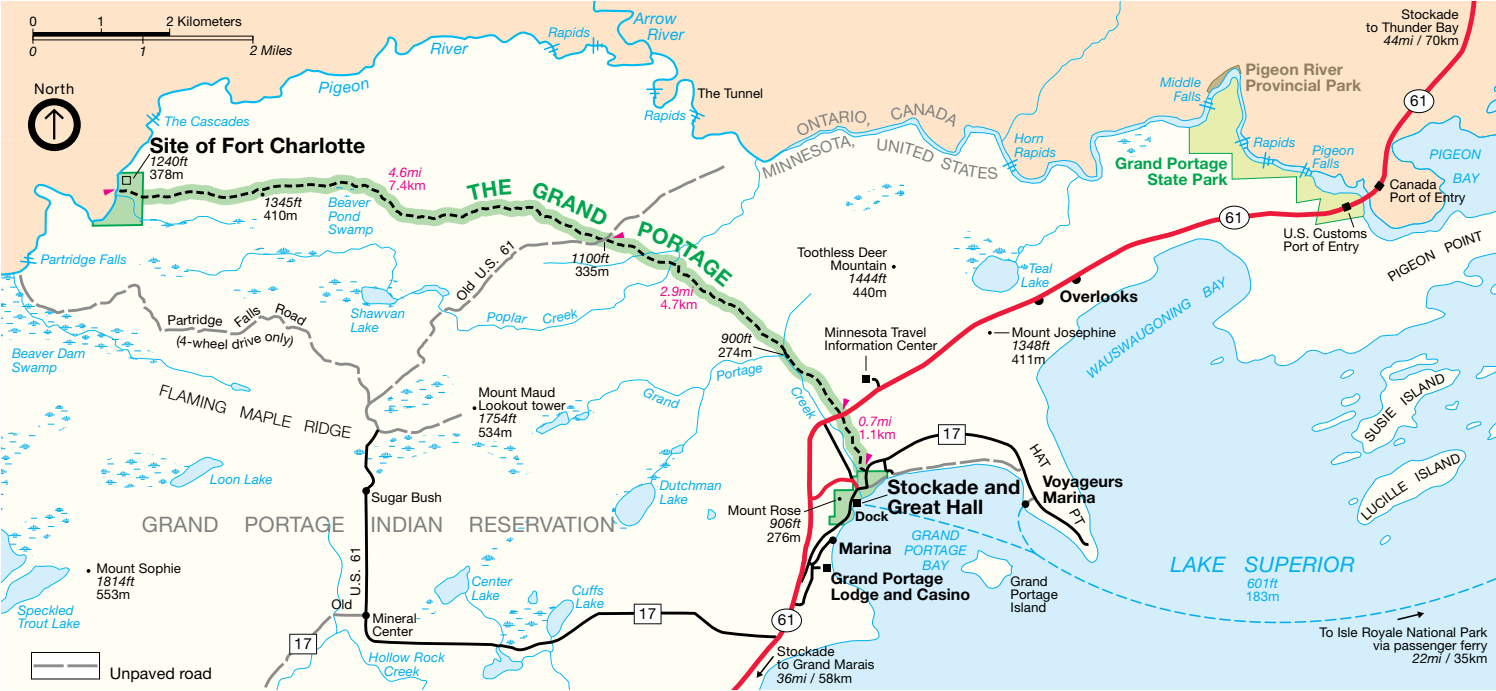 0 1 2 Kilometers
0 1 2 Miles
North
Arrow
River
Rapids
River
Pigeon
The Tunnel
Rapids
The Cascades
Site of Fort Charlotte
1240ft
378m
4.6mi
7.4km
THE GRAND PORTAGE
1345ft
410m
Beaver
Pond
Swamp
ONTARIO, CANADA
MINNESOTA, UNITED STATES
Horn
Rapids
Middle
Falls
Pigeon River
Provincial Park
Stockade
to Thunder Bay
44mi / 70km
61
Rapids
Pigeon
Falls
Grand Portage
State Park
PIGEON
BAY
Canada
Port of Entry
61
U.S. Customs
Port of Entry
PIGEON POINT
Partridge Falls
Old U.S. 61
1100ft
335m
2.9mi
4.7km
Toothless Deer
Mountain
1444ft
440m
Teal
Lake
Overlooks
WAUSWAUGONING BAY
Partridge Falls Road
(4-wheel drive only)
Shawvan
Lake
Poplar Creek
900ft
274m
Minnesota Travel
Information Center
Mount Josephine
1348ft
411m
Beaver Dam
Swamp
FLAMING MAPLE RIDGE
Mount Maud
Lookout tower
1754ft
534m
Grand
Portage
Creek
0.7mi
1.1km
17
HAT PT
SUSIE ISLAND
LUCILLE ISLAND
Loon Lake
Sugar Bush
Dutchman
Lake
Mount Rose
906ft
276m
Stockade and
Great Hall
Dock
Voyageurs
Marina
GRAND PORTAGE INDIAN RESERVATION
Marina
GRAND
PORTAGE
BAY
Grand Portage
Lodge and Casino
Grand
Portage
Island
LAKE SUPERIOR
601ft
183m
Mount Sophie
1814ft
553m
Speckled
Trout Lake
Old U.S. 61
Mineral
Center
Center
Lake
Cuffs
Lake
17
61
17
Hollow Rock
Creek
Unpaved road
Stockade
to Grand Marais
36mi / 58km
To Isle Royale National Park
via passenger ferry
22mi / 35km